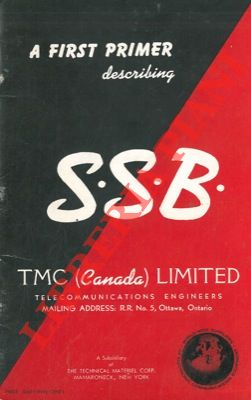 A FIRST PRIMER
describing
S·S·B·
TMC (Canada) LIMITED
TELECOMMUNICATIONS ENGINEERS
MAILING ADDRESS: R.R. No. 5, Ottawa, Ontario
A Subsidiary
of
THE TECHNICAL MATERIEL CORP.
MAMARONECK, NEW YORK